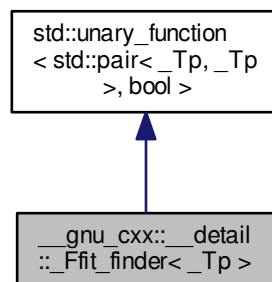 std::unary_function
< std::pair< _Tp, _Tp
>, bool >
__gnu_cxx::__detail
::_Ffit_finder< _Tp >